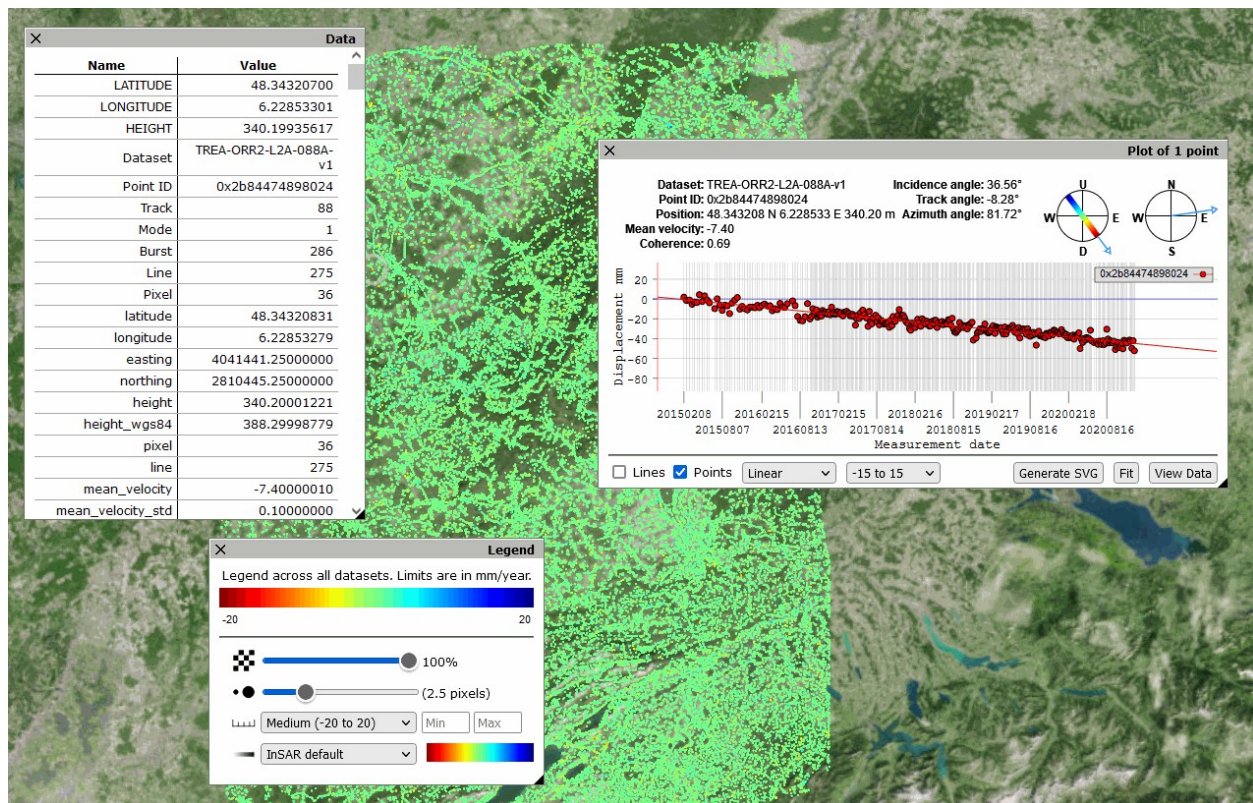 Data
Name Value
LATITUDE 48.34320700
LONGITUDE 6.22853301
HEIGHT 340.19935617
Dataset TREA-ORR2-L2A-088A-
v1
Point ID 0x2b84474898024
Track 88
Mode 1
Burst 286
Line 275
Pixel 36
latitude 48.34320831
longitude 6.22853279
easting 4041441.25000000
northing 2810445.25000000
height 340.20001221
height_wgs84 388.29998779
pixel 36
line 275
mean_velocity -7.40000010
mean_velocity_std 0.10000000
Plot of 1 point
Dataset: TREA-ORR2-L2A-088A-v1 Incidence angle: 36.56°
Point ID: 0x2b84474898024 Track angle: -8.28°
Position: 48.343208 N 6.228533 E 340.20 m Azimuth angle: 81.72°
Mean velocity: -7.40
Coherence: 0.69
U
W E
D
N
W E
S
0x2b84474898024
Displacement mm
20
0
-20
-40
-60
-80
20150208 20160215 20170215 20180216 20190217 20200218
20150807 20160813 20170814 20180815 20190816 20200816
Measurement date
Lines Points Linear -15 to 15 Generate SVG Fit View Data
Legend
Legend across all datasets. Limits are in mm/year.
-20 20
100%
(2.5 pixels)
Medium (-20 to 20) Min Max
InSAR default